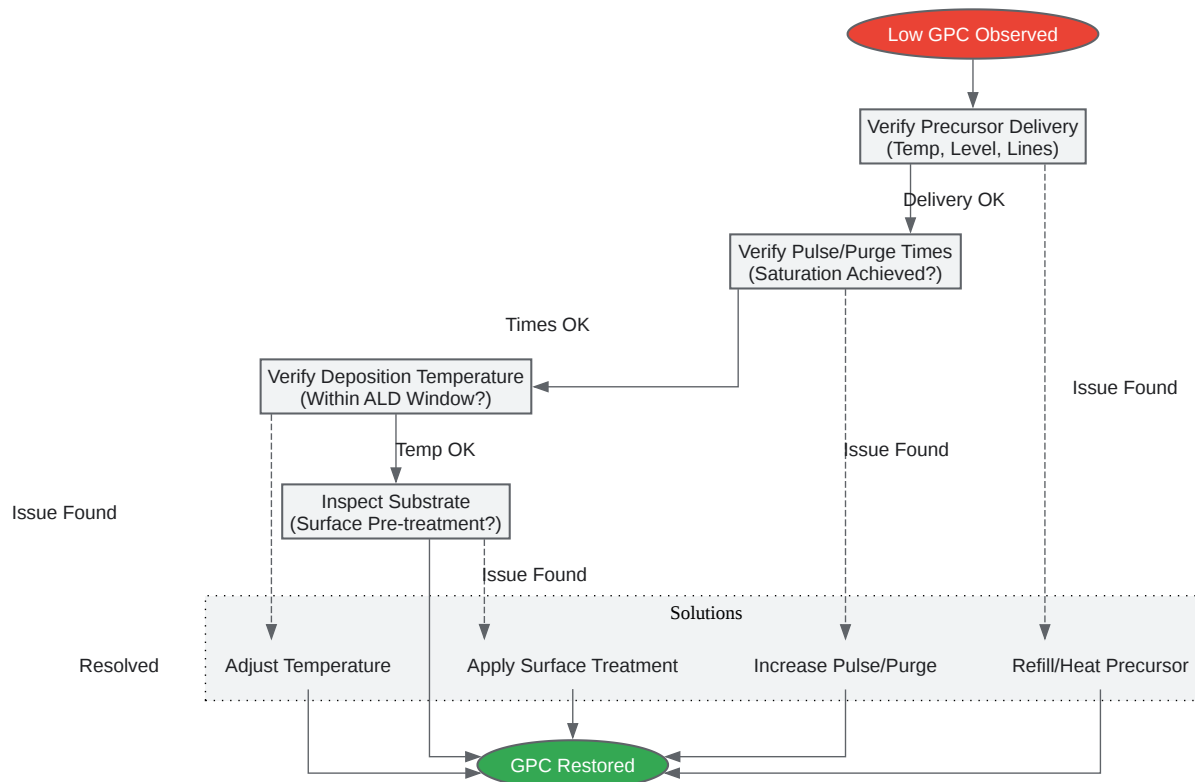 Low GPC Observed
Verify Precursor Delivery
(Temp, Level, Lines)
Delivery OK
Verify Pulse/Purge Times
(Saturation Achieved?)
Times OK
Verify Deposition Temperature
(Within ALD Window?)
Issue Found
Temp OK
Issue Found
Inspect Substrate
(Surface Pre-treatment?)
Issue Found
Issue Found
Solutions
Resolved
Adjust Temperature
Apply Surface Treatment
Increase Pulse/Purge
Refill/Heat Precursor
GPC Restored